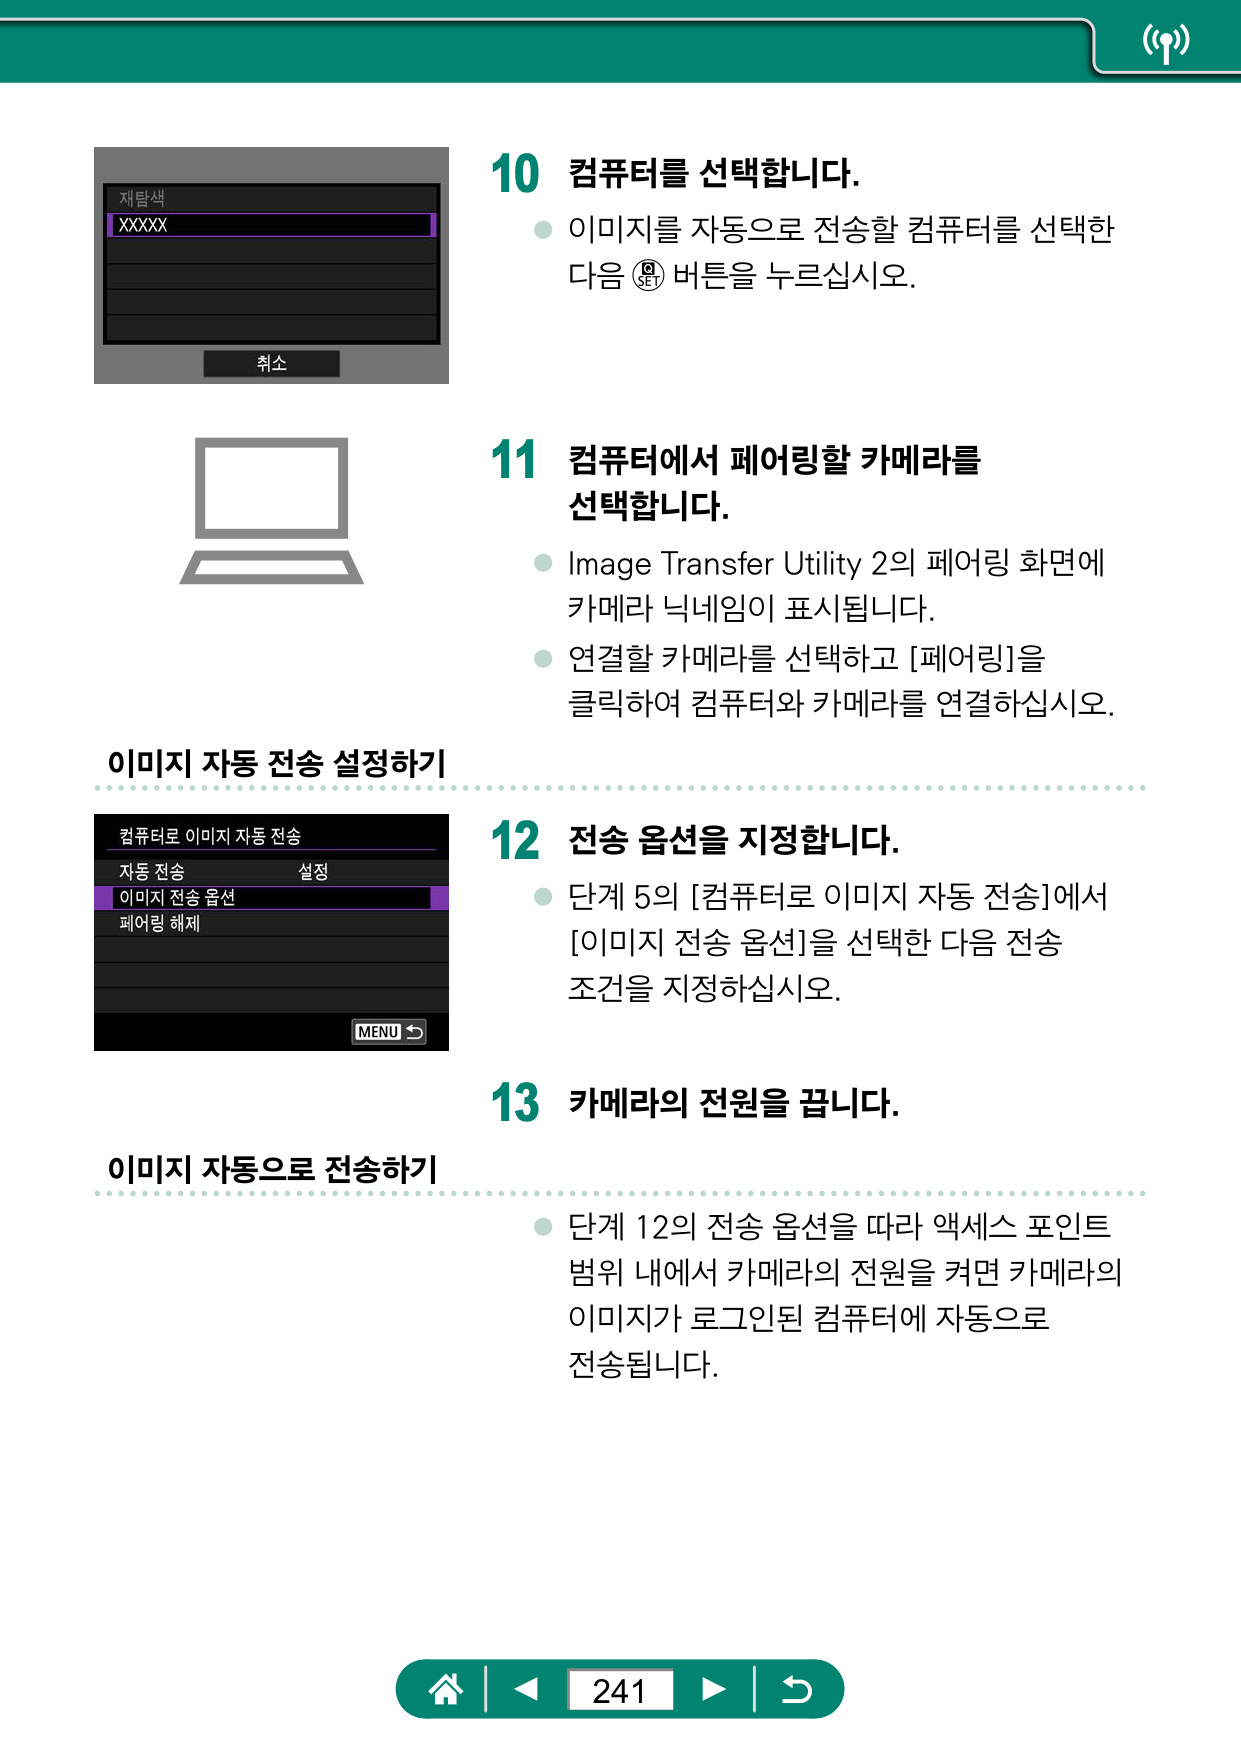 재탐색
XXXXX
취소
10 컴퓨터를 선택합니다.
● 이미지를 자동으로 전송할 컴퓨터를 선택한
다음 Q SET 버튼을 누르십시오.
11 컴퓨터에서 페어링할 카메라를
선택합니다.
● Image Transfer Utility 2의 페어링 화면에
카메라 닉네임이 표시됩니다.
● 연결할 카메라를 선택하고 [페어링]을
클릭하여 컴퓨터와 카메라를 연결하십시오.
이미지 자동 전송 설정하기
컴퓨터로 이미지 자동 전송
자동 전송 설정
이미지 전송 옵션
페어링 해제
MENU
12 전송 옵션을 지정합니다.
● 단계 5의 [컴퓨터로 이미지 자동 전송]에서
[이미지 전송 옵션]을 선택한 다음 전송
조건을 지정하십시오.
13 카메라의 전원을 끕니다.
이미지 자동으로 전송하기
● 단계 12의 전송 옵션을 따라 액세스 포인트
범위 내에서 카메라의 전원을 켜면 카메라의
이미지가 로그인된 컴퓨터에 자동으로
전송됩니다.
241